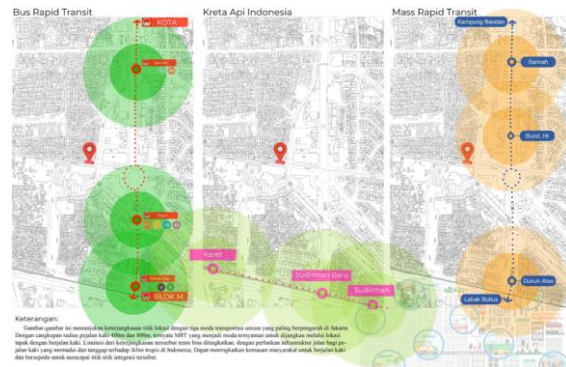 Bus Rapid Transit
Kreta Api Indonesia
Mass Rapid Transit
KOTA
Sarinah
BLOK M
Karet
Sudirman Baru
Sudirman
Kampung Bandan
Sarinah
Bund. HI
Dukuh Atas
Lebak Bulus
Keterangan:
Gambar-gambar ini menunjukan keterjangkauan titik lokasi dengan tiga moda transportasi umum yang paling berpengaruh di Jakarta.
Dengan cangkupan radius pejalan kaki 400m dan 800m, ternyata MRT yang menjadi moda ternyaman untuk dijangkau melalui lokasi
tapak dengan berjalan kaki. Limitasi dari keterjangkauan tersebut tentu bisa ditingkatkan, dengan perbaikan infrastruktur jalan bagi pe-
jalan kaki yang memadai dan tanggap terhadap iklim tropis di Indonesia; Dapat meningkatkan kemauan masyarakat untuk berjalan kaki
dan bersepeda untuk mencapai titik titik integrasi tersebut.